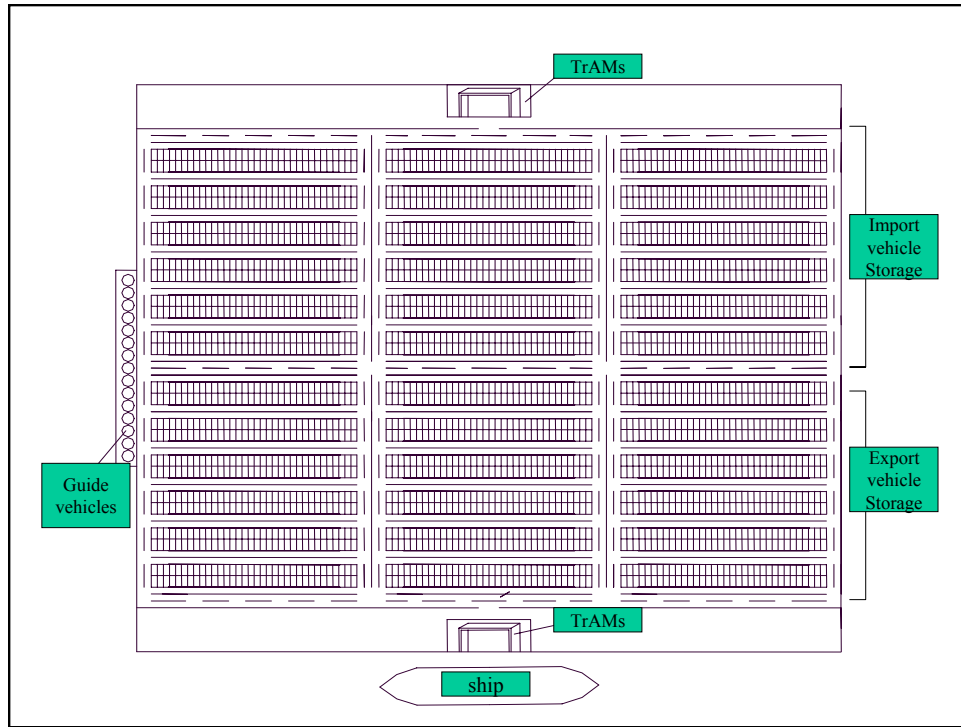 TrAMs
Import
vehicle
Storage
Guide
vehicles
Export
vehicle
Storage
TrAMs
ship